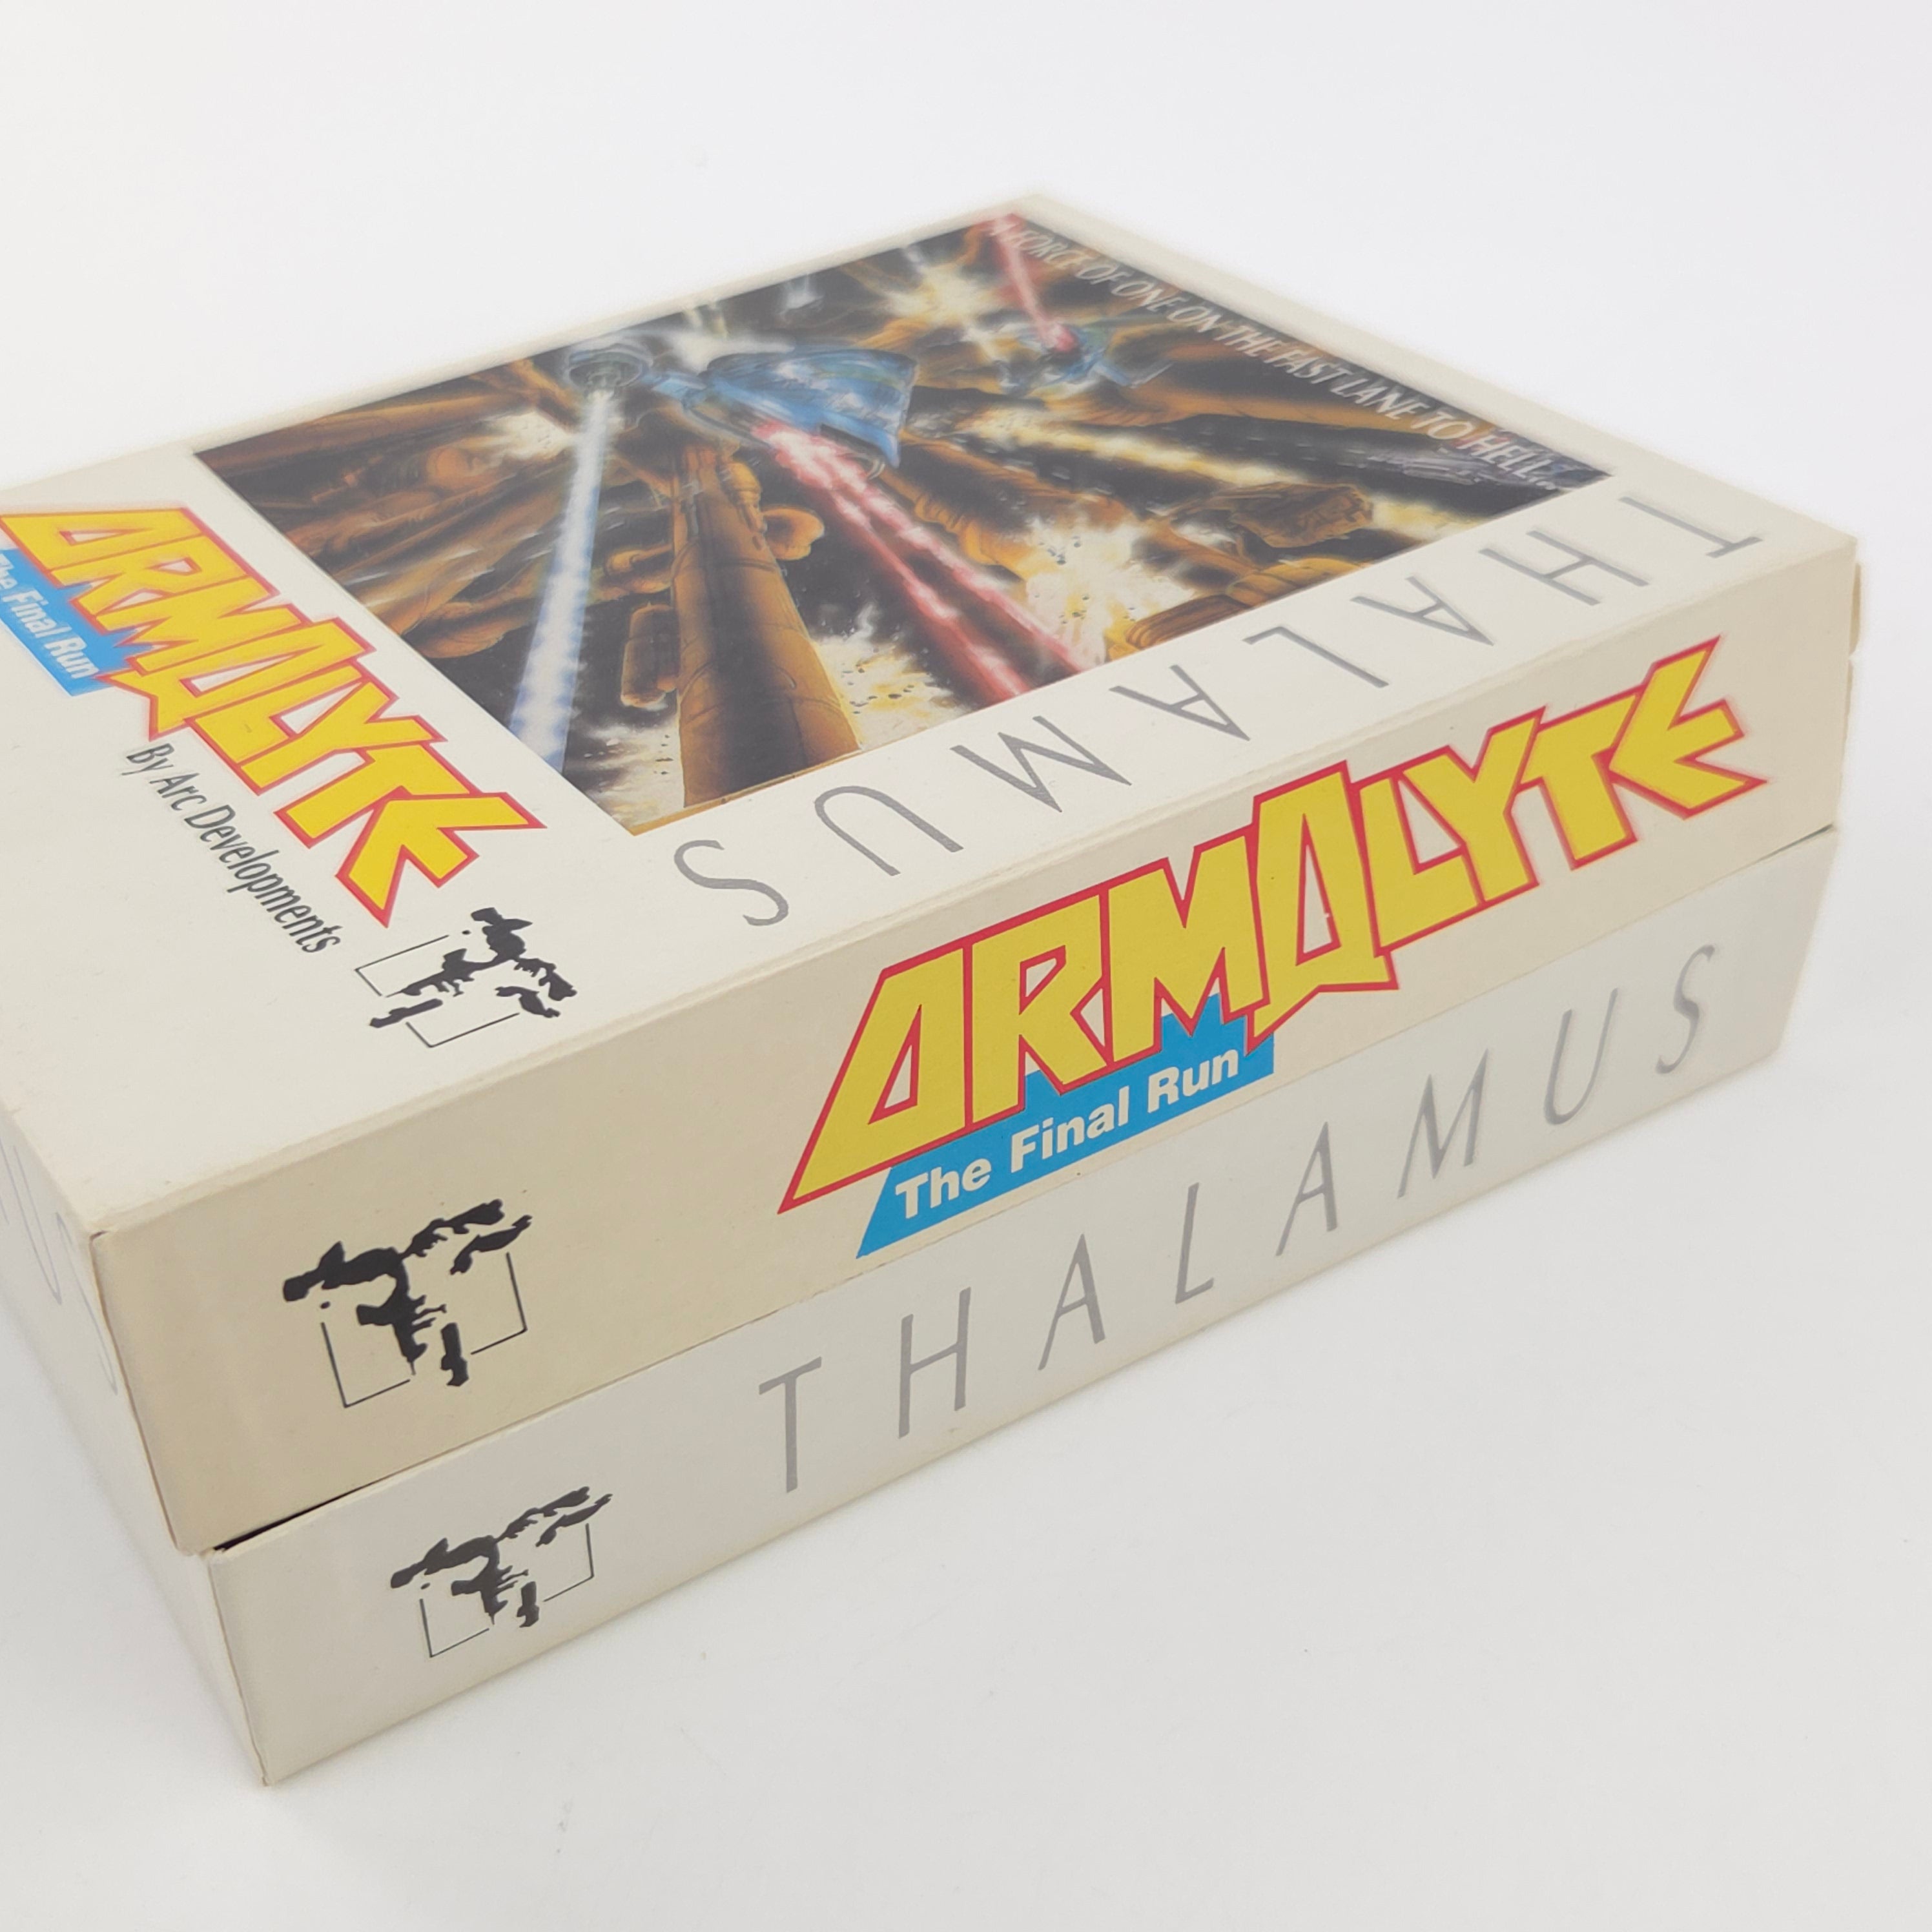 A FORCE OF ONE ON THE FAST LANE TO HELL...
THALAMUS
ARMALYTE
The Final Run
By Arc Developments
ARMALYTE
The Final Run
THALAMUS